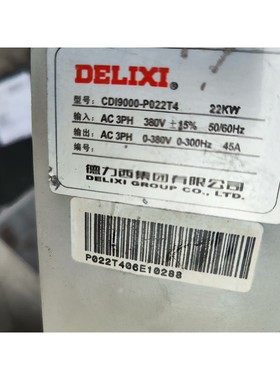 DELIXI
型号: CDI9000-P022T4 22KW
输入: AC 3PH 380V ±15% 50/60Hz
输出: AC 3PH 0-380V 0-300Hz 45A
编号:
德力西集团有限公司
DELIXI GROUP CO., LTD.
P022T406E10288